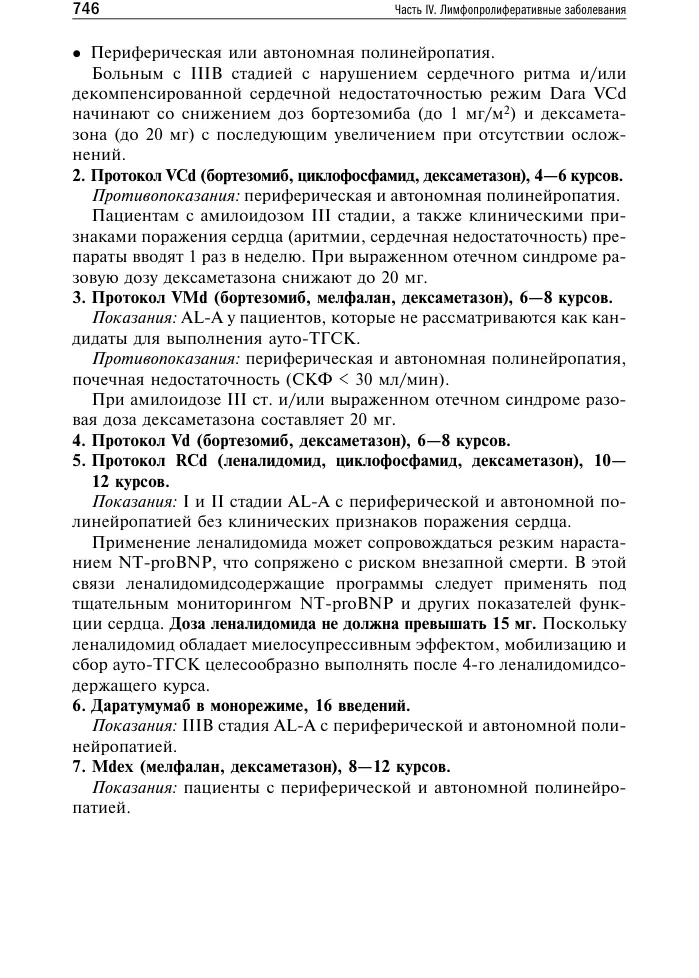 746
Часть IV. Лимфопролиферативные заболевания
• Периферическая или автономная полинейропатия.
Больным с IIIB стадией с нарушением сердечного ритма и/или
декомпенсированной сердечной недостаточностью режим Dara VCd
начинают со снижением доз бортезомиба (до 1 мг/м²) и дексамета-
зона (до 20 мг) с последующим увеличением при отсутствии ослож-
нений.
2. Протокол VCd (бортезомиб, циклофосфамид, дексаметазон), 4—6 курсов.
Противопоказания: периферическая и автономная полинейропатия.
Пациентам с амилоидозом III стадии, а также клиническими при-
знаками поражения сердца (аритмии, сердечная недостаточность) пре-
параты вводят 1 раз в неделю. При выраженном отечном синдроме ра-
зовую дозу дексаметазона снижают до 20 мг.
3. Протокол VMd (бортезомиб, мелфалан, дексаметазон), 6—8 курсов.
Показания: AL-A у пациентов, которые не рассматриваются как кан-
дидаты для выполнения ауто-ТГСК.
Противопоказания: периферическая и автономная полинейропатия,
почечная недостаточность (СКФ < 30 мл/мин).
При амилоидозе III ст. и/или выраженном отечном синдроме разо-
вая доза дексаметазона составляет 20 мг.
4. Протокол Vd (бортезомиб, дексаметазон), 6—8 курсов.
5. Протокол RCd (леналидомид, циклофосфамид, дексаметазон), 10—
12 курсов.
Показания: I и II стадии AL-A с периферической и автономной по-
линейропатией без клинических признаков поражения сердца.
Применение леналидомида может сопровождаться резким нараста-
нием NT-proBNP, что сопряжено с риском внезапной смерти. В этой
связи леналидомидсодержащие программы следует применять под
тщательным мониторингом NT-proBNP и других показателей функ-
ции сердца. Доза леналидомида не должна превышать 15 мг. Поскольку
леналидомид обладает миелосупрессивным эффектом, мобилизацию и
сбор ауто-ТГСК целесообразно выполнять после 4-го леналидомидсо-
держащего курса.
6. Даратумумаб в монорежиме, 16 введений.
Показания: IIIB стадия AL-A с периферической и автономной поли-
нейропатией.
7. Mdex (мелфалан, дексаметазон), 8—12 курсов.
Показания: пациенты с периферической и автономной полинейро-
патией.